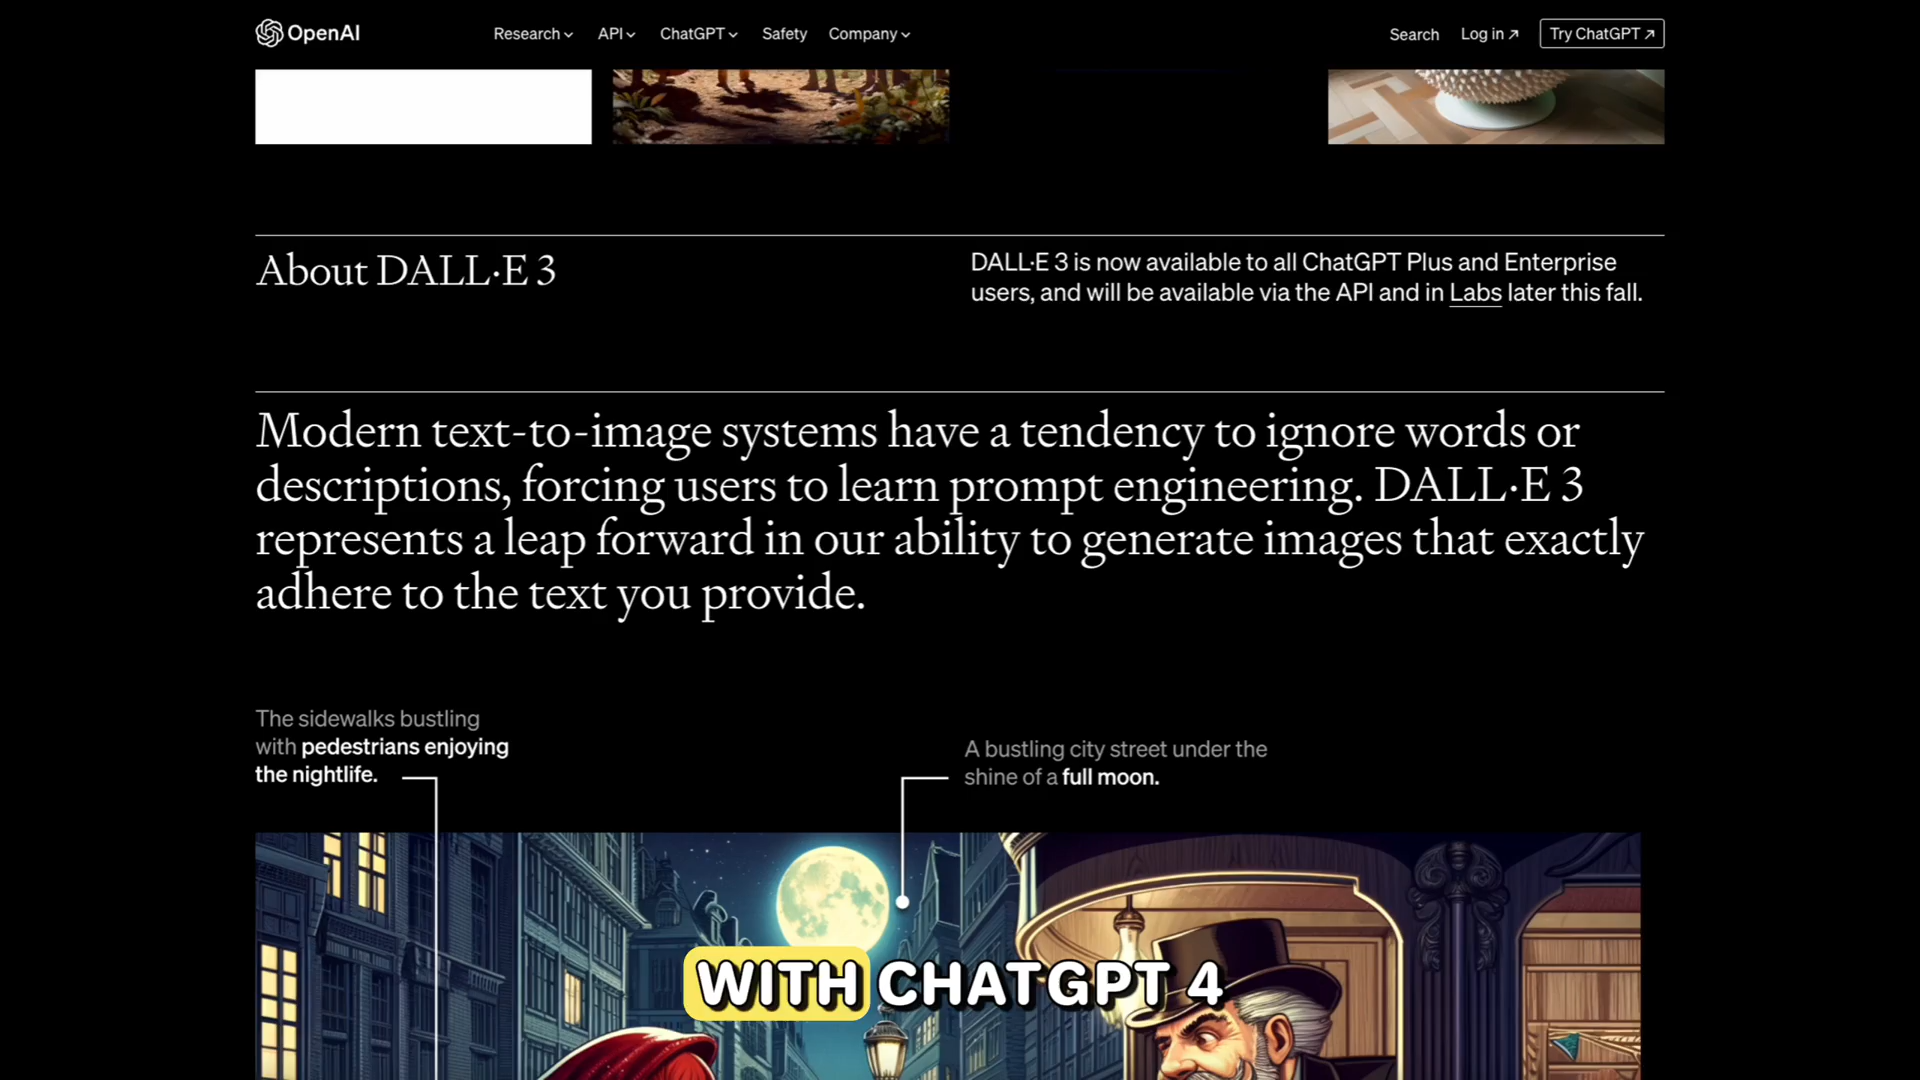 OpenAI
Research
API
ChatGPT
Safety
Company
Search
Log in ↗
Try ChatGPT ↗
About DALL·E 3
DALL·E 3 is now available to all ChatGPT Plus and Enterprise
users, and will be available via the API and in Labs later this fall.
Modern text-to-image systems have a tendency to ignore words or
descriptions, forcing users to learn prompt engineering. DALL·E 3
represents a leap forward in our ability to generate images that exactly
adhere to the text you provide.
The sidewalks bustling
with pedestrians enjoying
the nightlife.
A bustling city street under the
shine of a full moon.
WITH CHATGPT 4